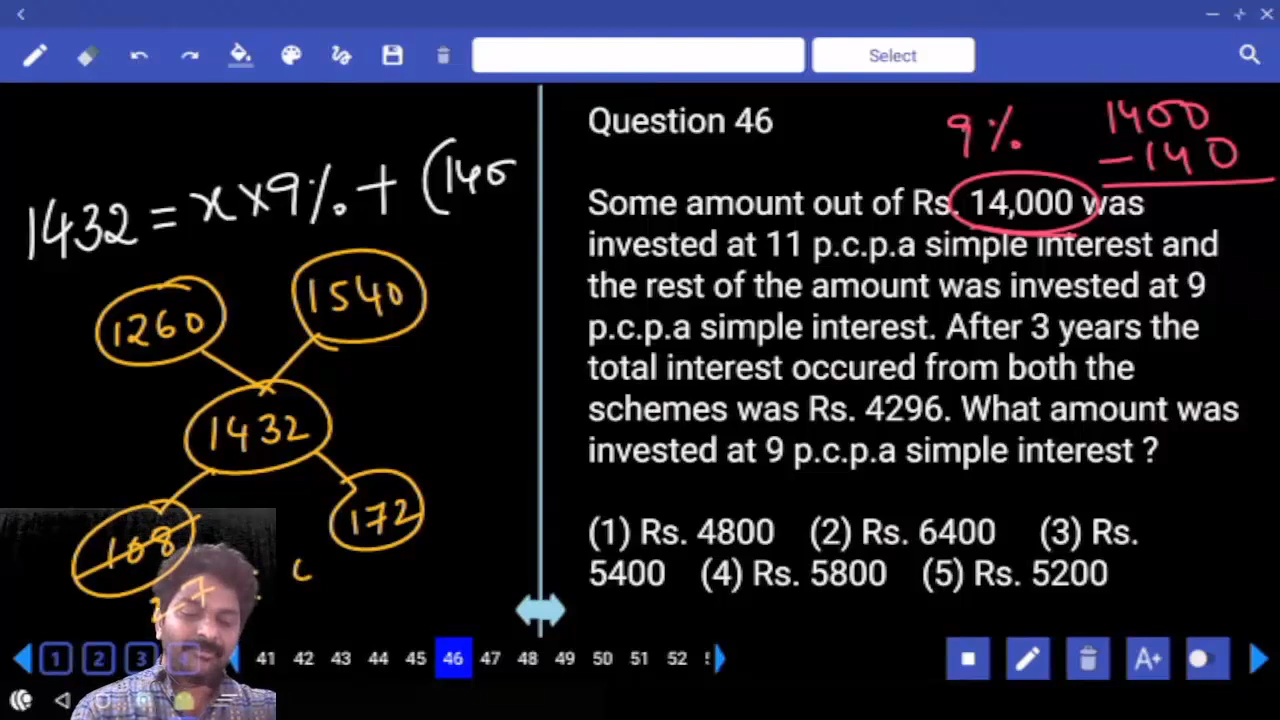 Select
Question 46
9%
1400
-140
1432 = x×9% + (140
Some amount out of Rs. 14,000 was
invested at 11 p.c.p.a simple interest and
the rest of the amount was invested at 9
p.c.p.a simple interest. After 3 years the
total interest occured from both the
schemes was Rs. 4296. What amount was
invested at 9 p.c.p.a simple interest ?
(1) Rs. 4800 (2) Rs. 6400 (3) Rs.
5400 (4) Rs. 5800 (5) Rs. 5200
1260 1540
1432
108 172
27 :
1 2 3 41 42 43 44 45 46 47 48 49 50 51 52
A+